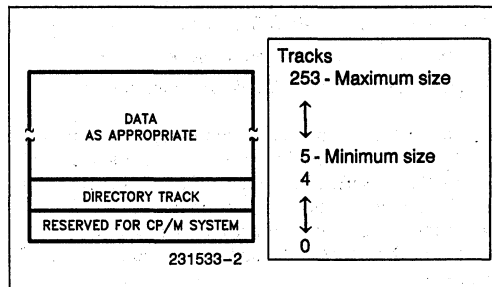 DATA
AS APPROPRIATE
DIRECTORY TRACK
RESERVED FOR CP/M SYSTEM
231533-2
Tracks
253 - Maximum size
5 - Minimum size
4
0